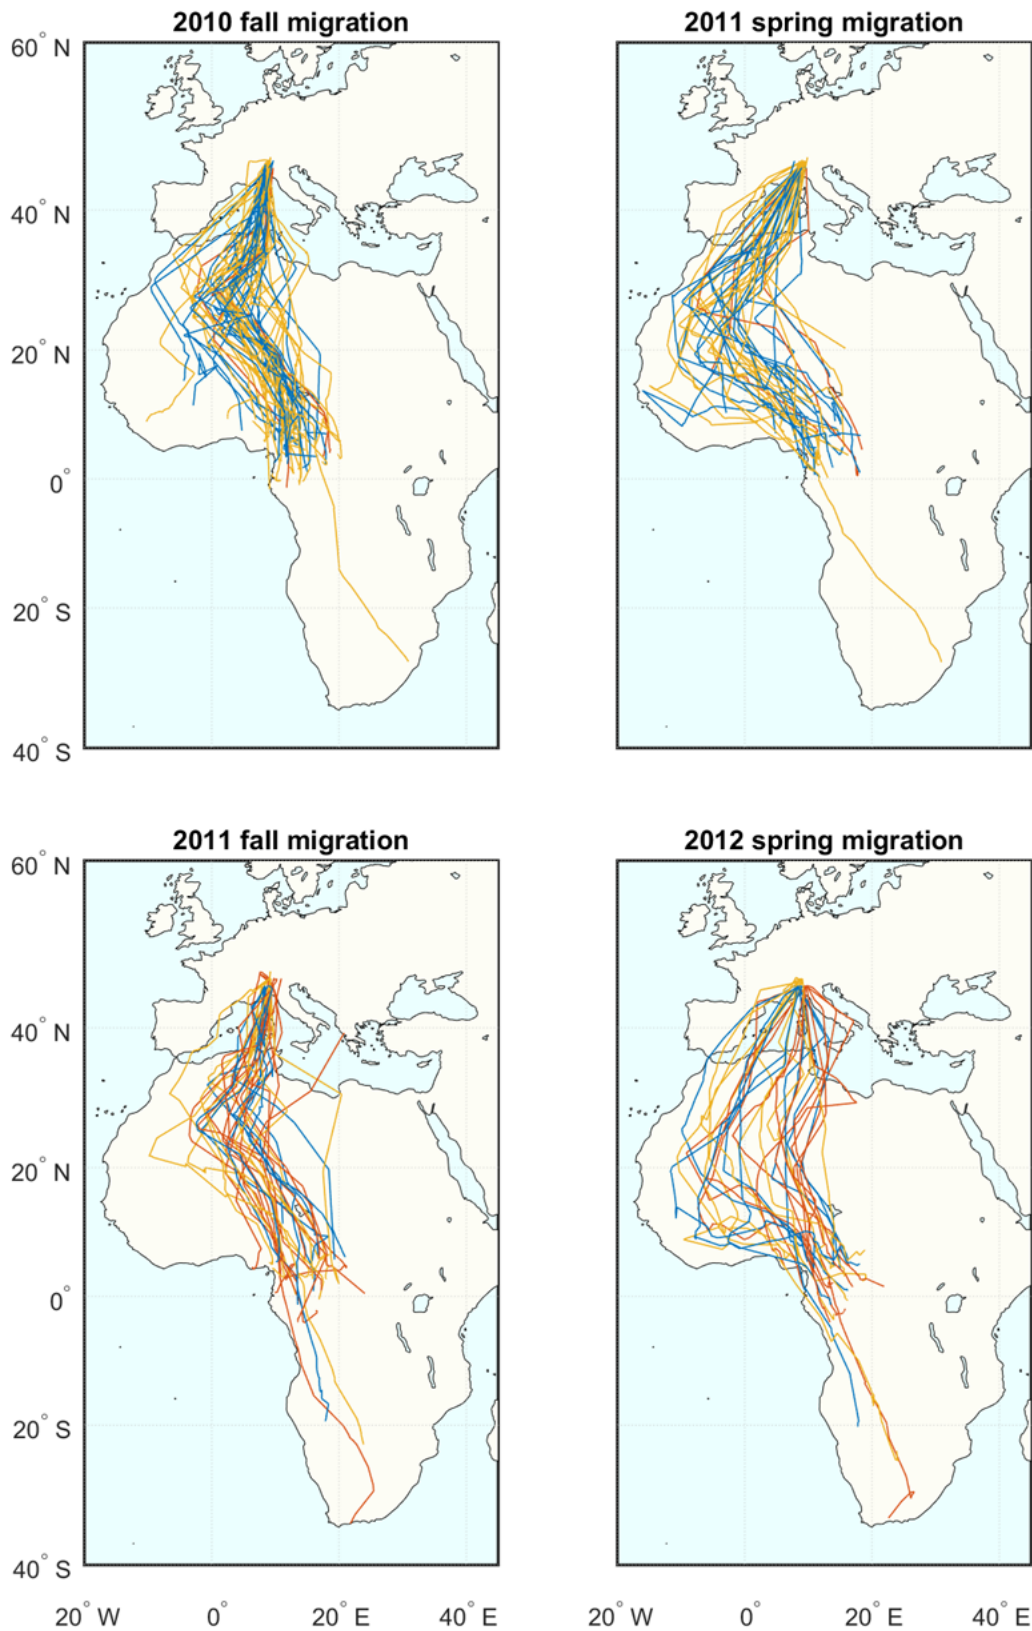 2010 fall migration
2011 spring migration
60° N
40° N
20° N
0°
20° S
40° S
2011 fall migration
2012 spring migration
60° N
40° N
20° N
0°
20° S
40° S
20° W
0°
20° E
40° E
20° W
0°
20° E
40° E